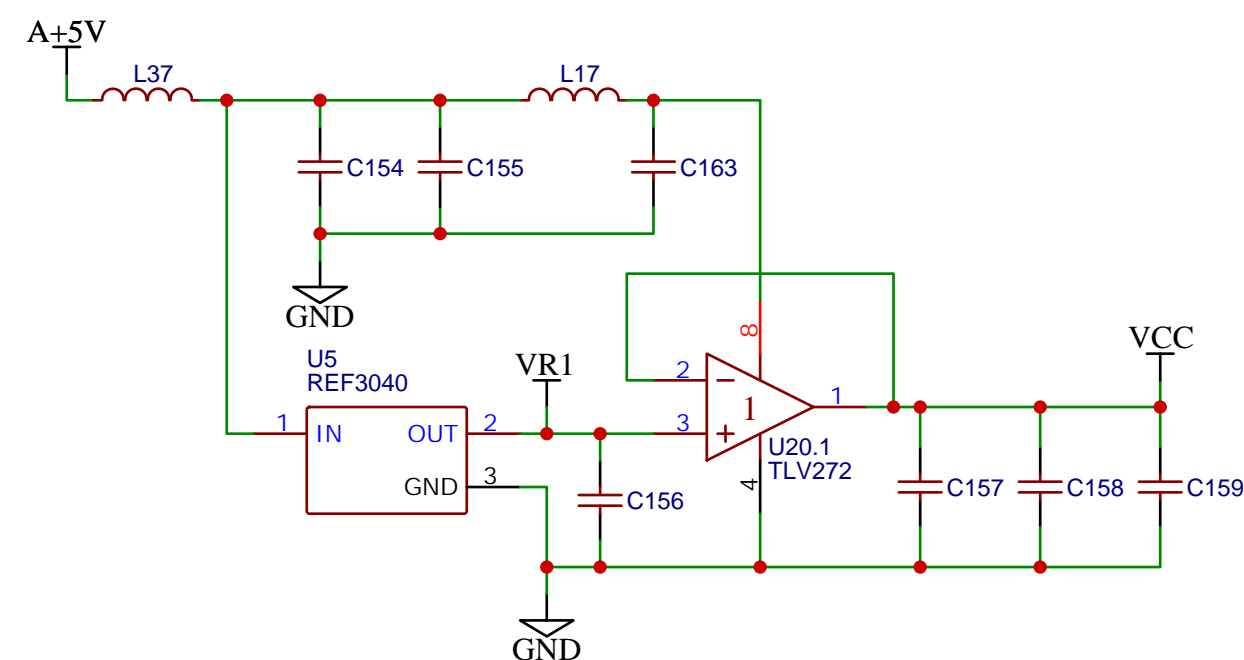 A+5V
L37
L17
C154
C155
C163
GND
U5
REF3040
VR1
VCC
8
1
IN
OUT
2
GND
3
2
3
1
1
4
U20.1
TLV272
C156
C157
C158
C159
GND